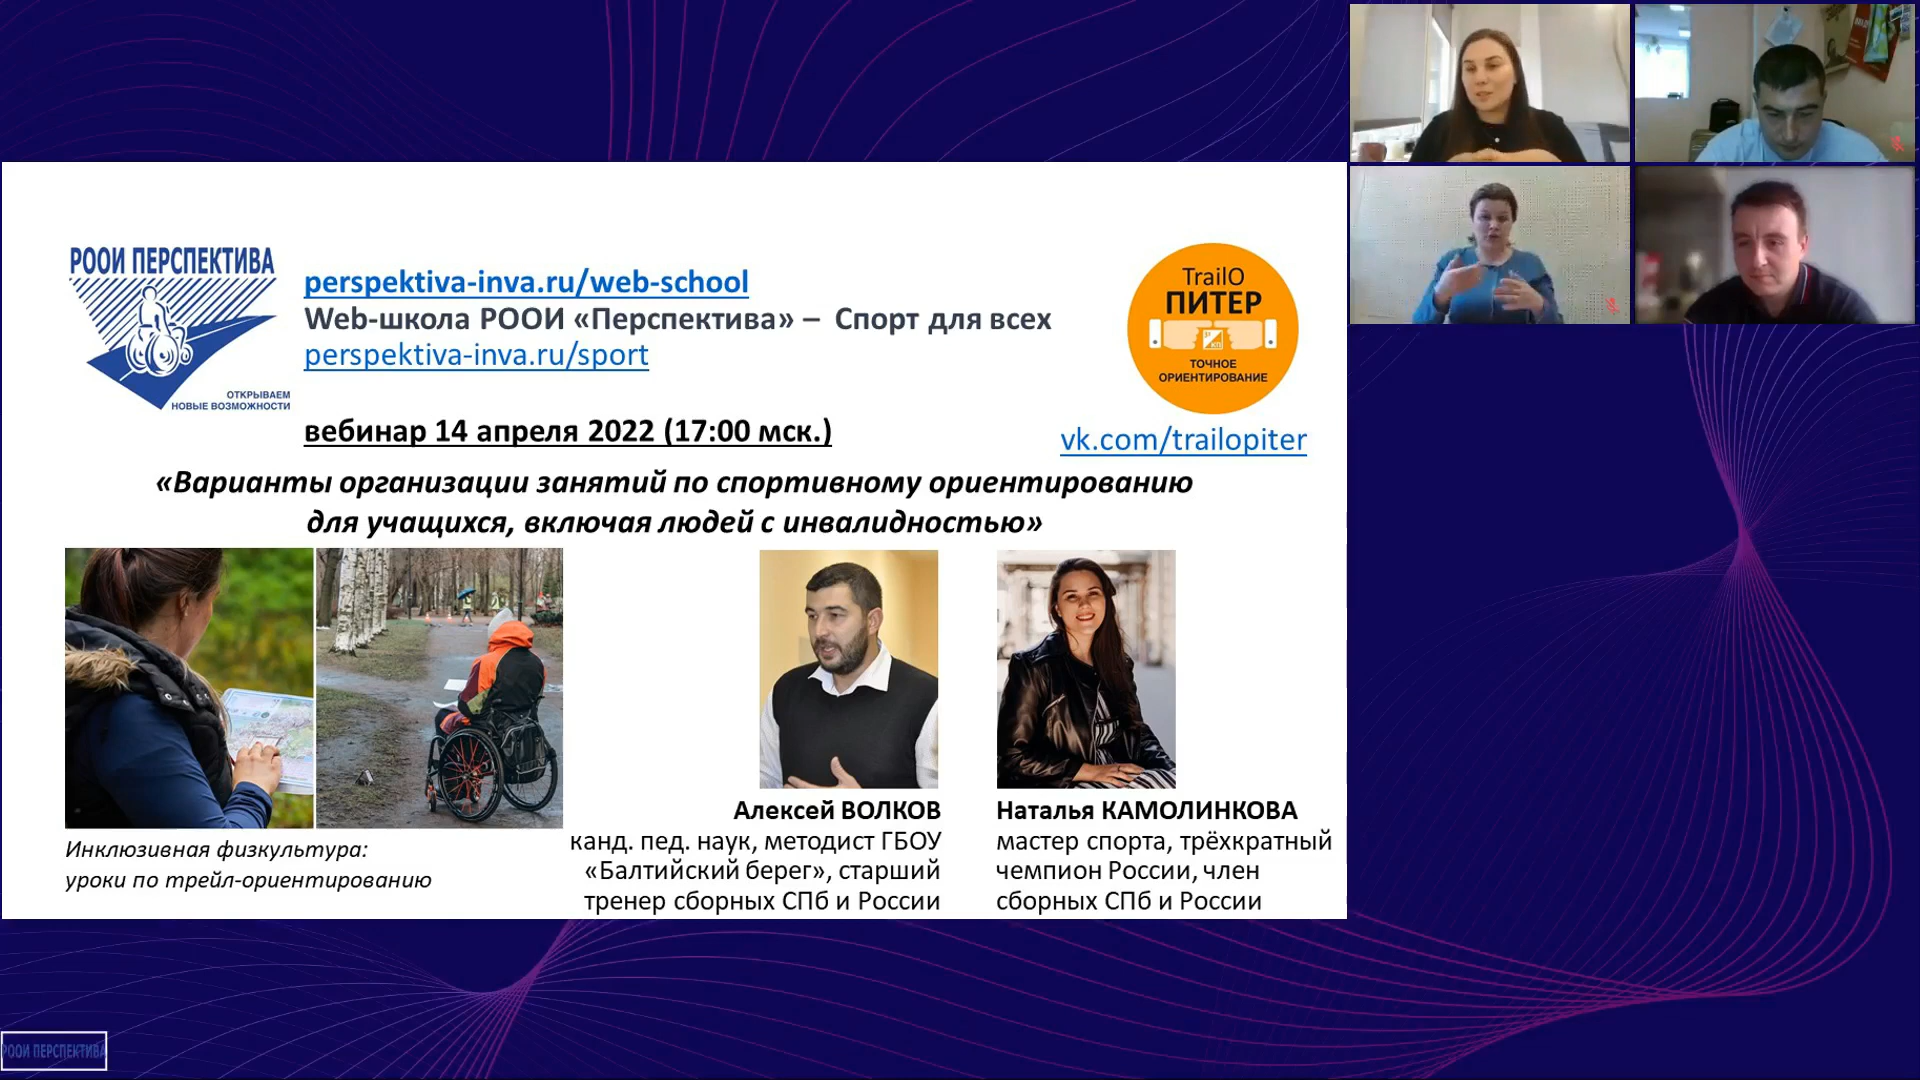 РООИ ПЕРСПЕКТИВА
ОТКРЫВАЕМ
НОВЫЕ ВОЗМОЖНОСТИ
perspektiva-inva.ru/web-school
Web-школа РООИ «Перспектива» – Спорт для всех
perspektiva-inva.ru/sport
TrailO
ПИТЕР
КП
ТОЧНОЕ
ОРИЕНТИРОВАНИЕ
вебинар 14 апреля 2022 (17:00 мск.)
vk.com/trailopiter
«Варианты организации занятий по спортивному ориентированию
для учащихся, включая людей с инвалидностью»
Инклюзивная физкультура:
уроки по трейл-ориентированию
Алексей ВОЛКОВ
канд. пед. наук, методист ГБОУ
«Балтийский берег», старший
тренер сборных СПб и России
Наталья КАМОЛИНКОВА
мастер спорта, трёхкратный
чемпион России, член
сборных СПб и России
РООИ ПЕРСПЕКТИВА